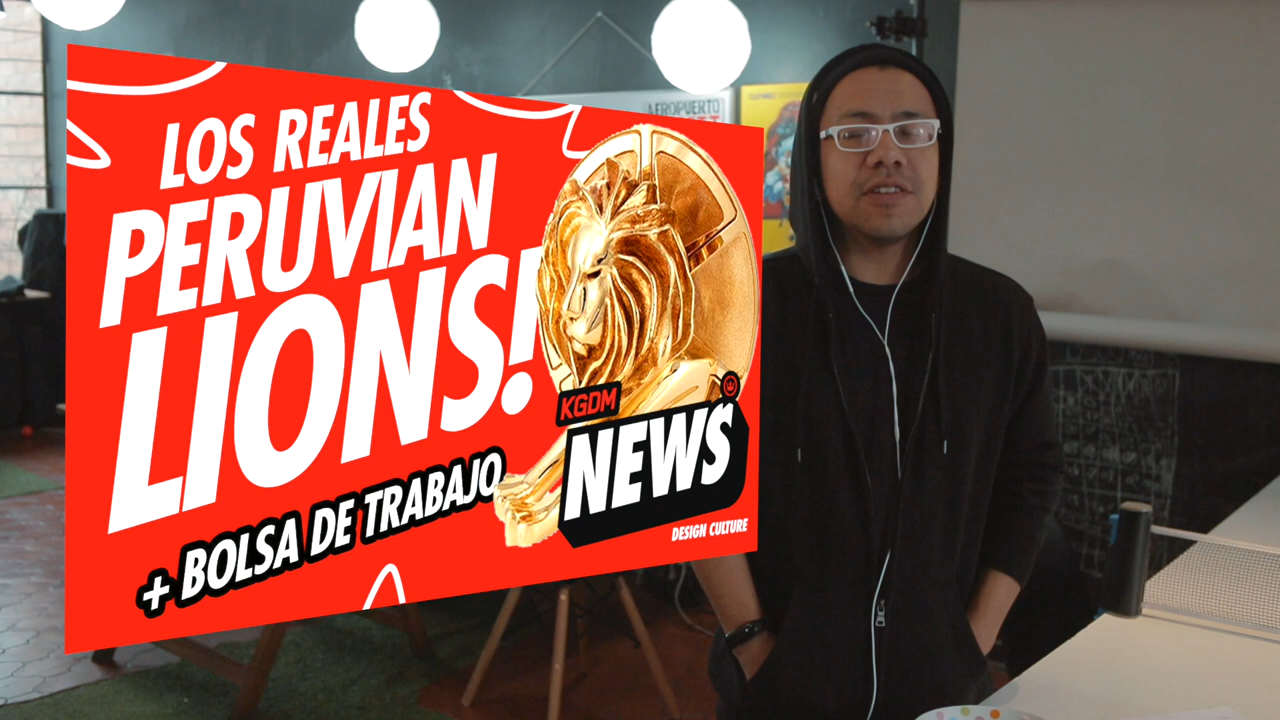 LOS REALES
PERUVIAN
LIONS!
+ BOLSA DE TRABAJO
KGDM
NEWS
DESIGN CULTURE
AEROPUERTO